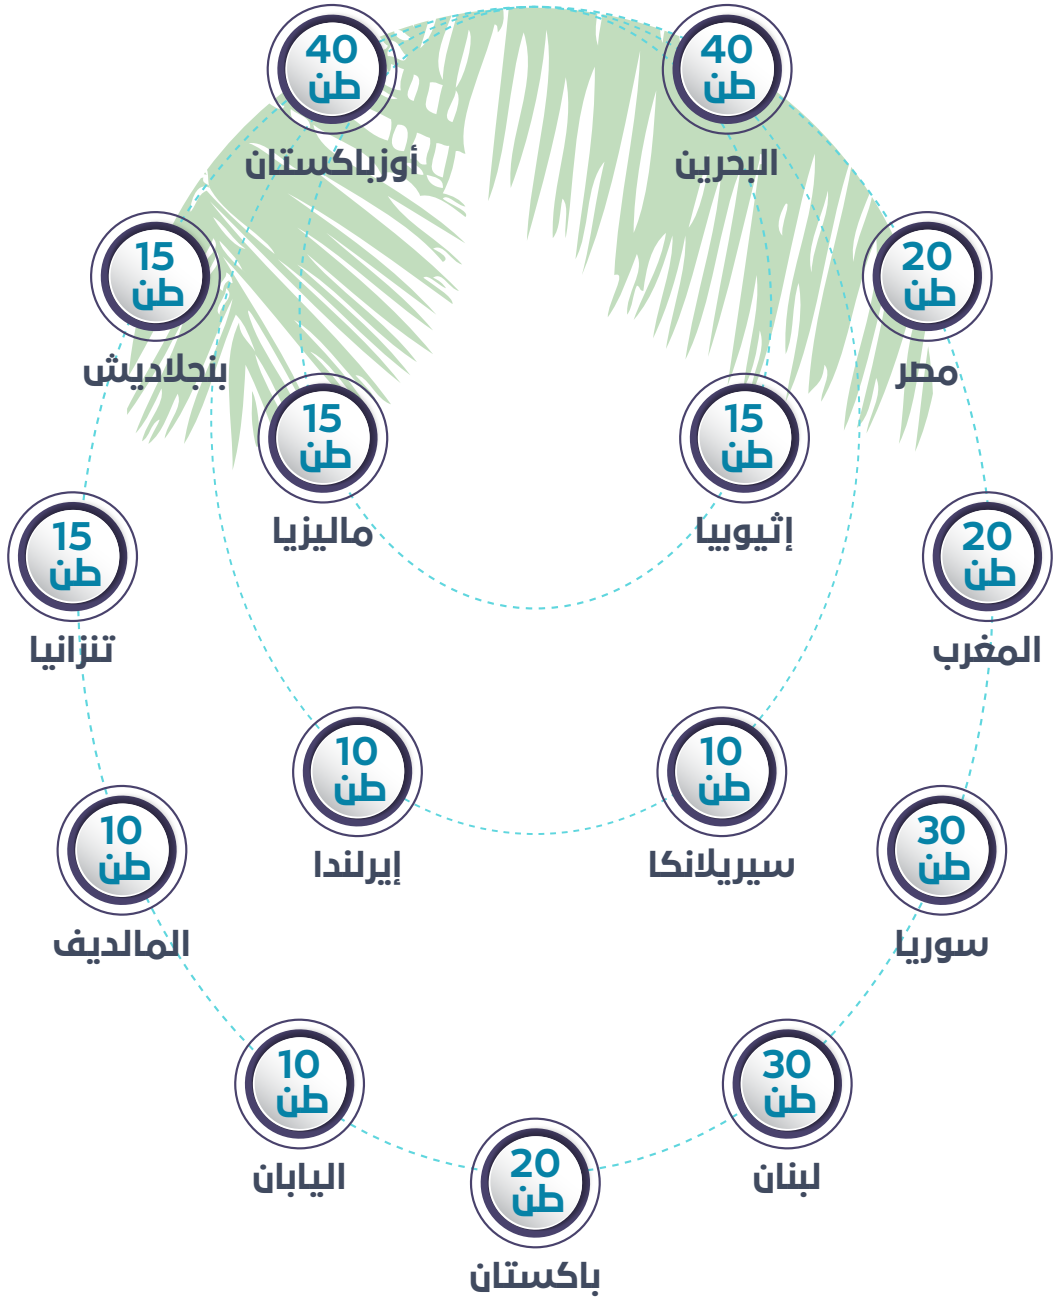 40
طن
البحرين
40
طن
أوزباكستان
20
طن
مصر
15
طن
بنجلاديش
15
طن
إثيوبيا
15
طن
ماليزيا
20
طن
المغرب
15
طن
تنزانيا
10
طن
سيريلانكا
10
طن
إيرلندا
30
طن
سوريا
10
طن
المالديف
30
طن
لبنان
10
طن
اليابان
20
طن
باكستان